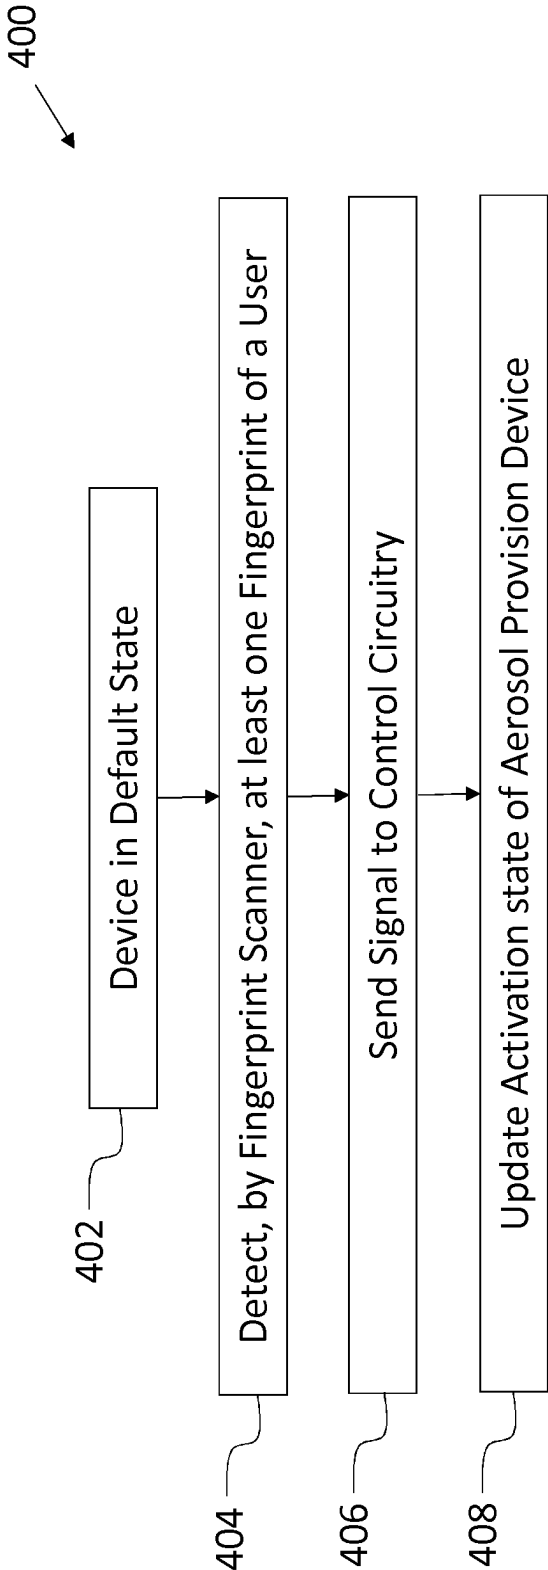 400
402
Device in Default State
404
Detect, by Fingerprint Scanner, at least one Fingerprint of a User
406
Send Signal to Control Circuitry
408
Update Activation state of Aerosol Provision Device